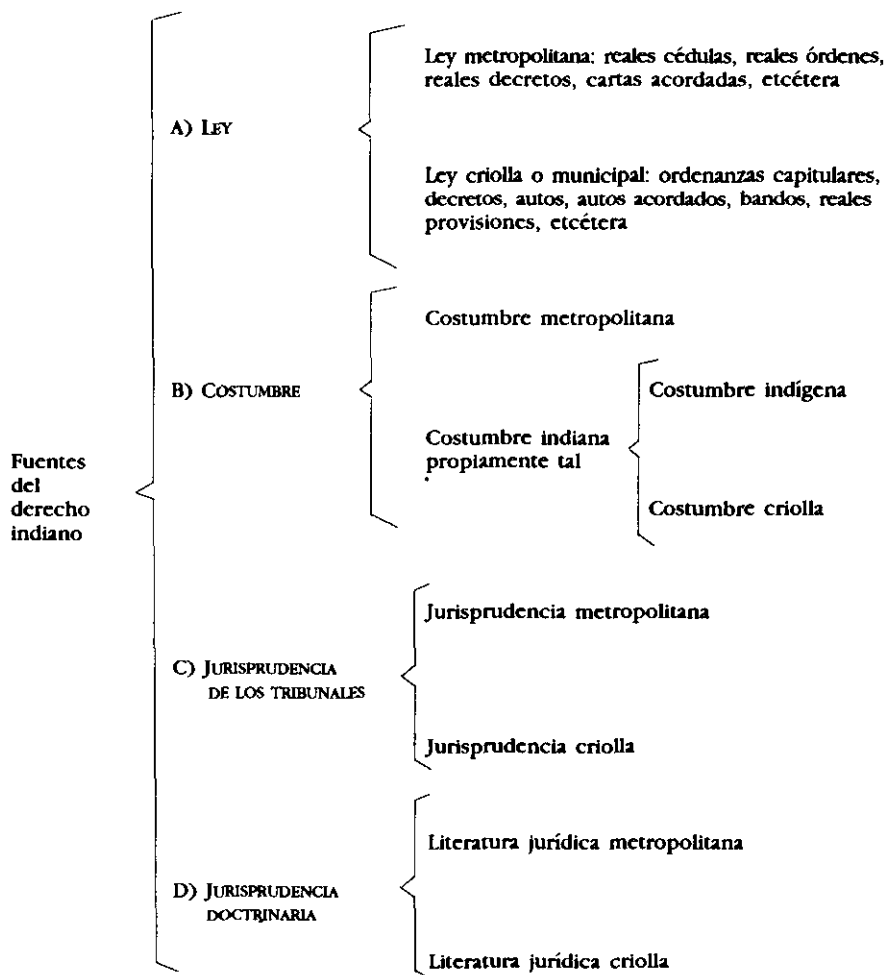 Fuentes
del
derecho
indiano
A) LEY
Ley metropolitana: reales cédulas, reales órdenes,
reales decretos, cartas acordadas, etcétera
Ley criolla o municipal: ordenanzas capitulares,
decretos, autos, autos acordados, bandos, reales
provisiones, etcétera
B) COSTUMBRE
Costumbre metropolitana
Costumbre indiana
propiamente tal
Costumbre indígena
Costumbre criolla
C) JURISPRUDENCIA
DE LOS TRIBUNALES
Jurisprudencia metropolitana
Jurisprudencia criolla
D) JURISPRUDENCIA
DOCTRINARIA
Literatura jurídica metropolitana
Literatura jurídica criolla